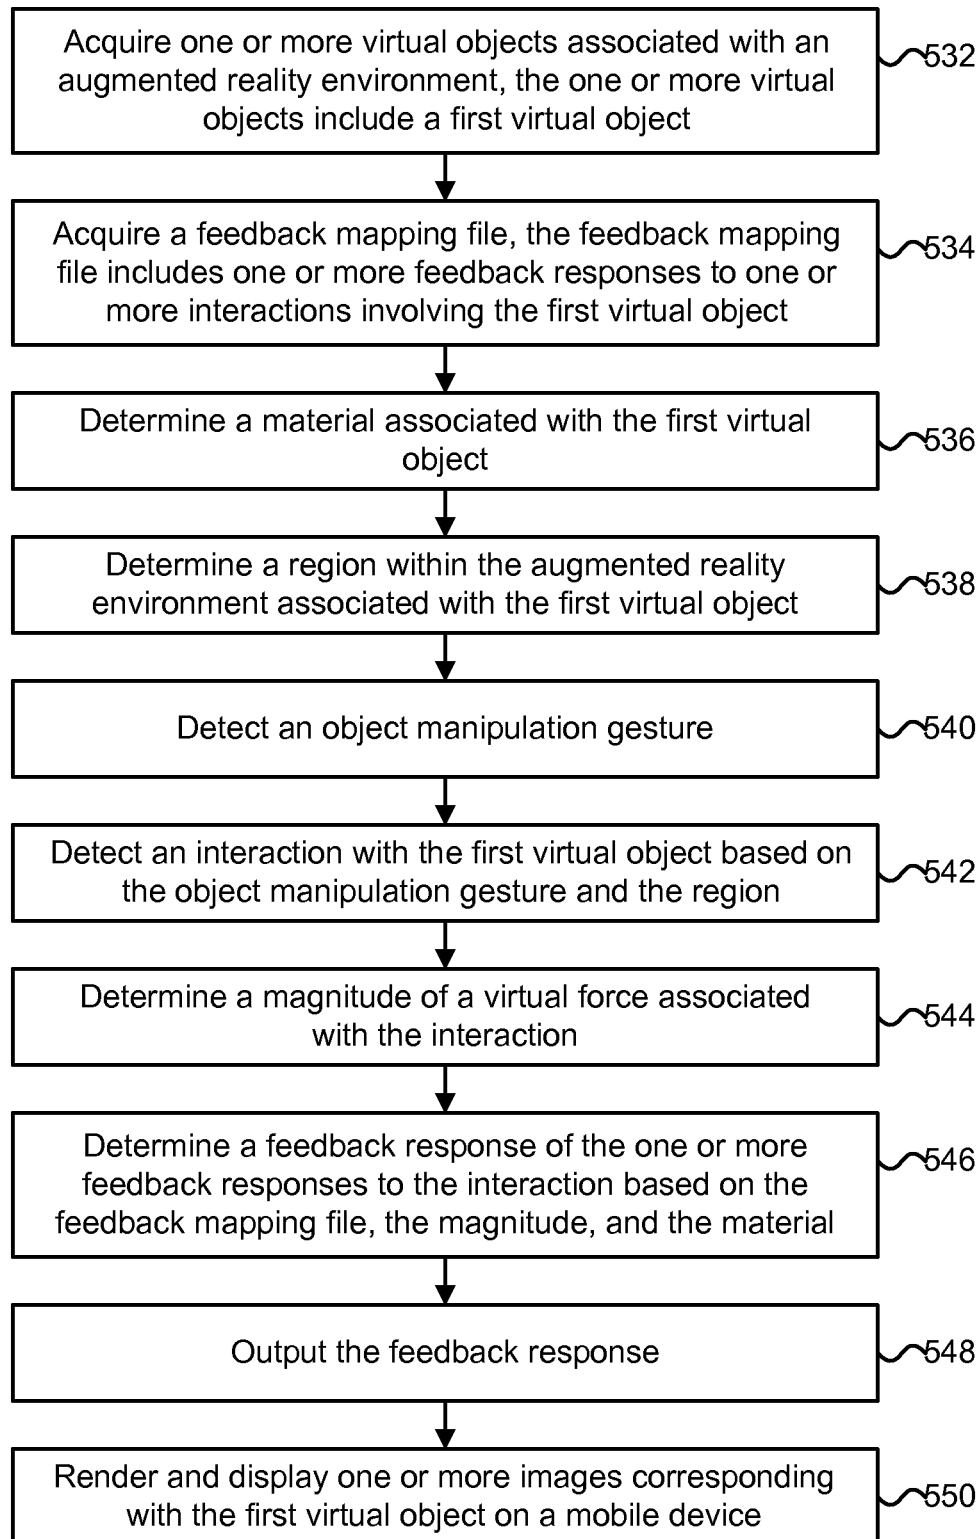 Acquire one or more virtual objects associated with an
augmented reality environment, the one or more virtual
objects include a first virtual object
532
Acquire a feedback mapping file, the feedback mapping
file includes one or more feedback responses to one or
more interactions involving the first virtual object
534
Determine a material associated with the first virtual
object
536
Determine a region within the augmented reality
environment associated with the first virtual object
538
Detect an object manipulation gesture
540
Detect an interaction with the first virtual object based on
the object manipulation gesture and the region
542
Determine a magnitude of a virtual force associated
with the interaction
544
Determine a feedback response of the one or more
feedback responses to the interaction based on the
feedback mapping file, the magnitude, and the material
546
Output the feedback response
548
Render and display one or more images corresponding
with the first virtual object on a mobile device
550